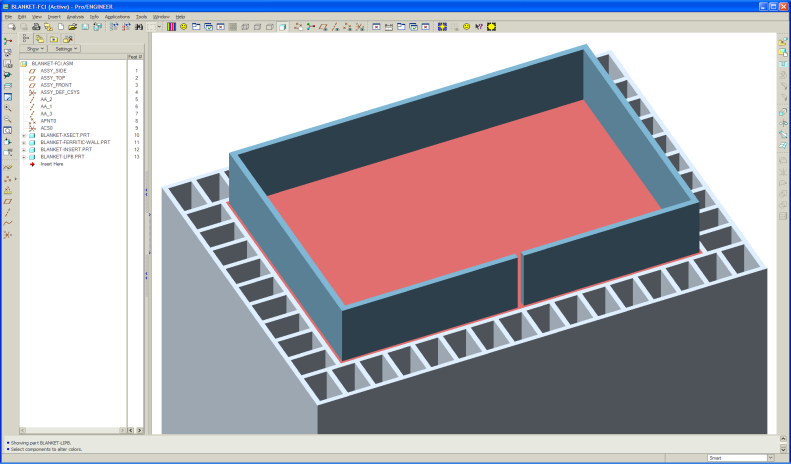 BLANKET-FCI (Active) - Pro/ENGINEER
File Edit View Insert Analysis Info Applications Tools Window Help
Show Settings
Feat #
BLANKET-FCI.ASM
ASSY_SIDE 1
ASSY_TOP 2
ASSY_FRONT 3
ASSY_DEF_CSYS 4
AA_2 5
AA_1 6
AA_3 7
APNT0 8
ACS0 9
BLANKET-XSECT.PRT 10
BLANKET-FERRITIC-WALL.PRT 11
BLANKET-INSERT.PRT 12
BLANKET-LIPB.PRT 13
Insert Here
• Showing part BLANKET-LIPB.
• Select components to alter colors.
Smart